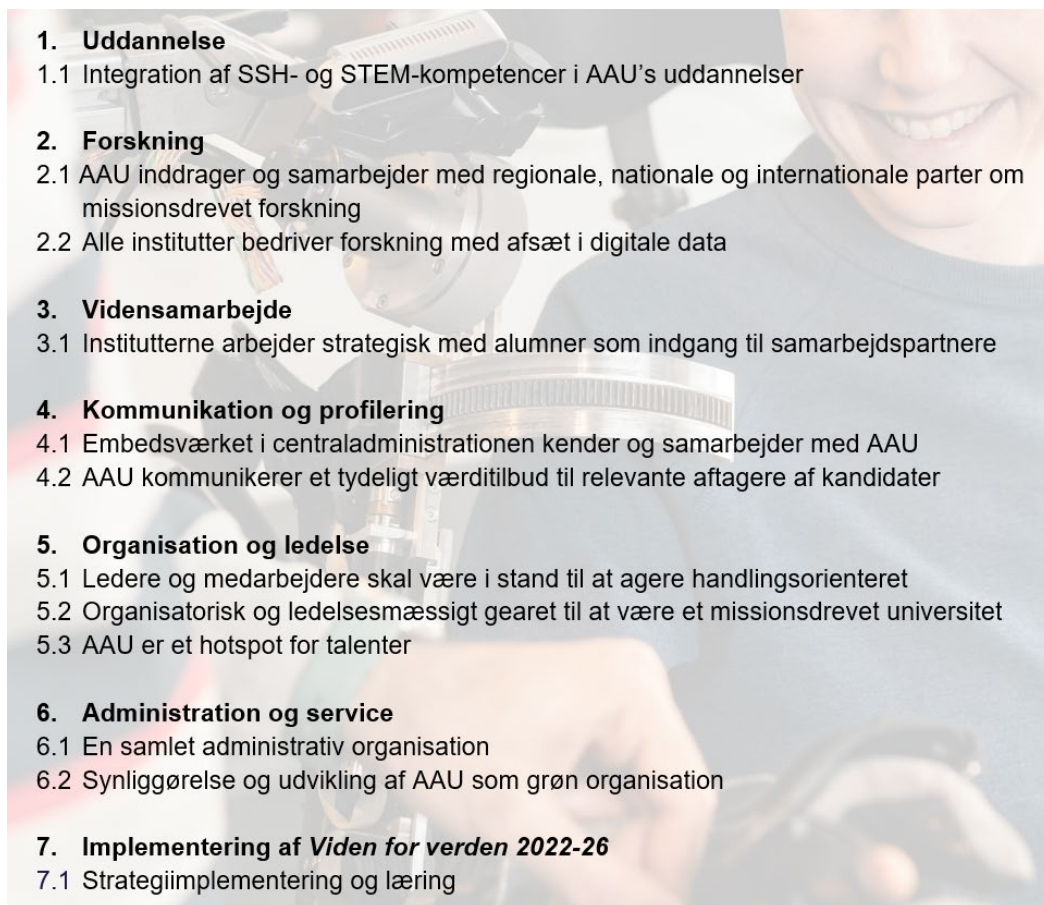 1. Uddannelse
1.1 Integration af SSH- og STEM-kompetencer i AAU's uddannelser
2. Forskning
2.1 AAU inddrager og samarbejder med regionale, nationale og internationale parter om
missionsdrevet forskning
2.2 Alle institutter bedriver forskning med afsæt i digitale data
3. Vidensamarbejde
3.1 Institutterne arbejder strategisk med alumner som indgang til samarbejdspartnere
4. Kommunikation og profilering
4.1 Embedsværket i centraladministrationen kender og samarbejder med AAU
4.2 AAU kommunikerer et tydeligt værditilbud til relevante aftagere af kandidater
5. Organisation og ledelse
5.1 Ledere og medarbejdere skal være i stand til at agere handlingsorienteret
5.2 Organisatorisk og ledelsesmæssigt gearet til at være et missionsdrevet universitet
5.3 AAU er et hotspot for talenter
6. Administration og service
6.1 En samlet administrativ organisation
6.2 Synliggørelse og udvikling af AAU som grøn organisation
7. Implementering af Viden for verden 2022-26
7.1 Strategiimplementering og læring